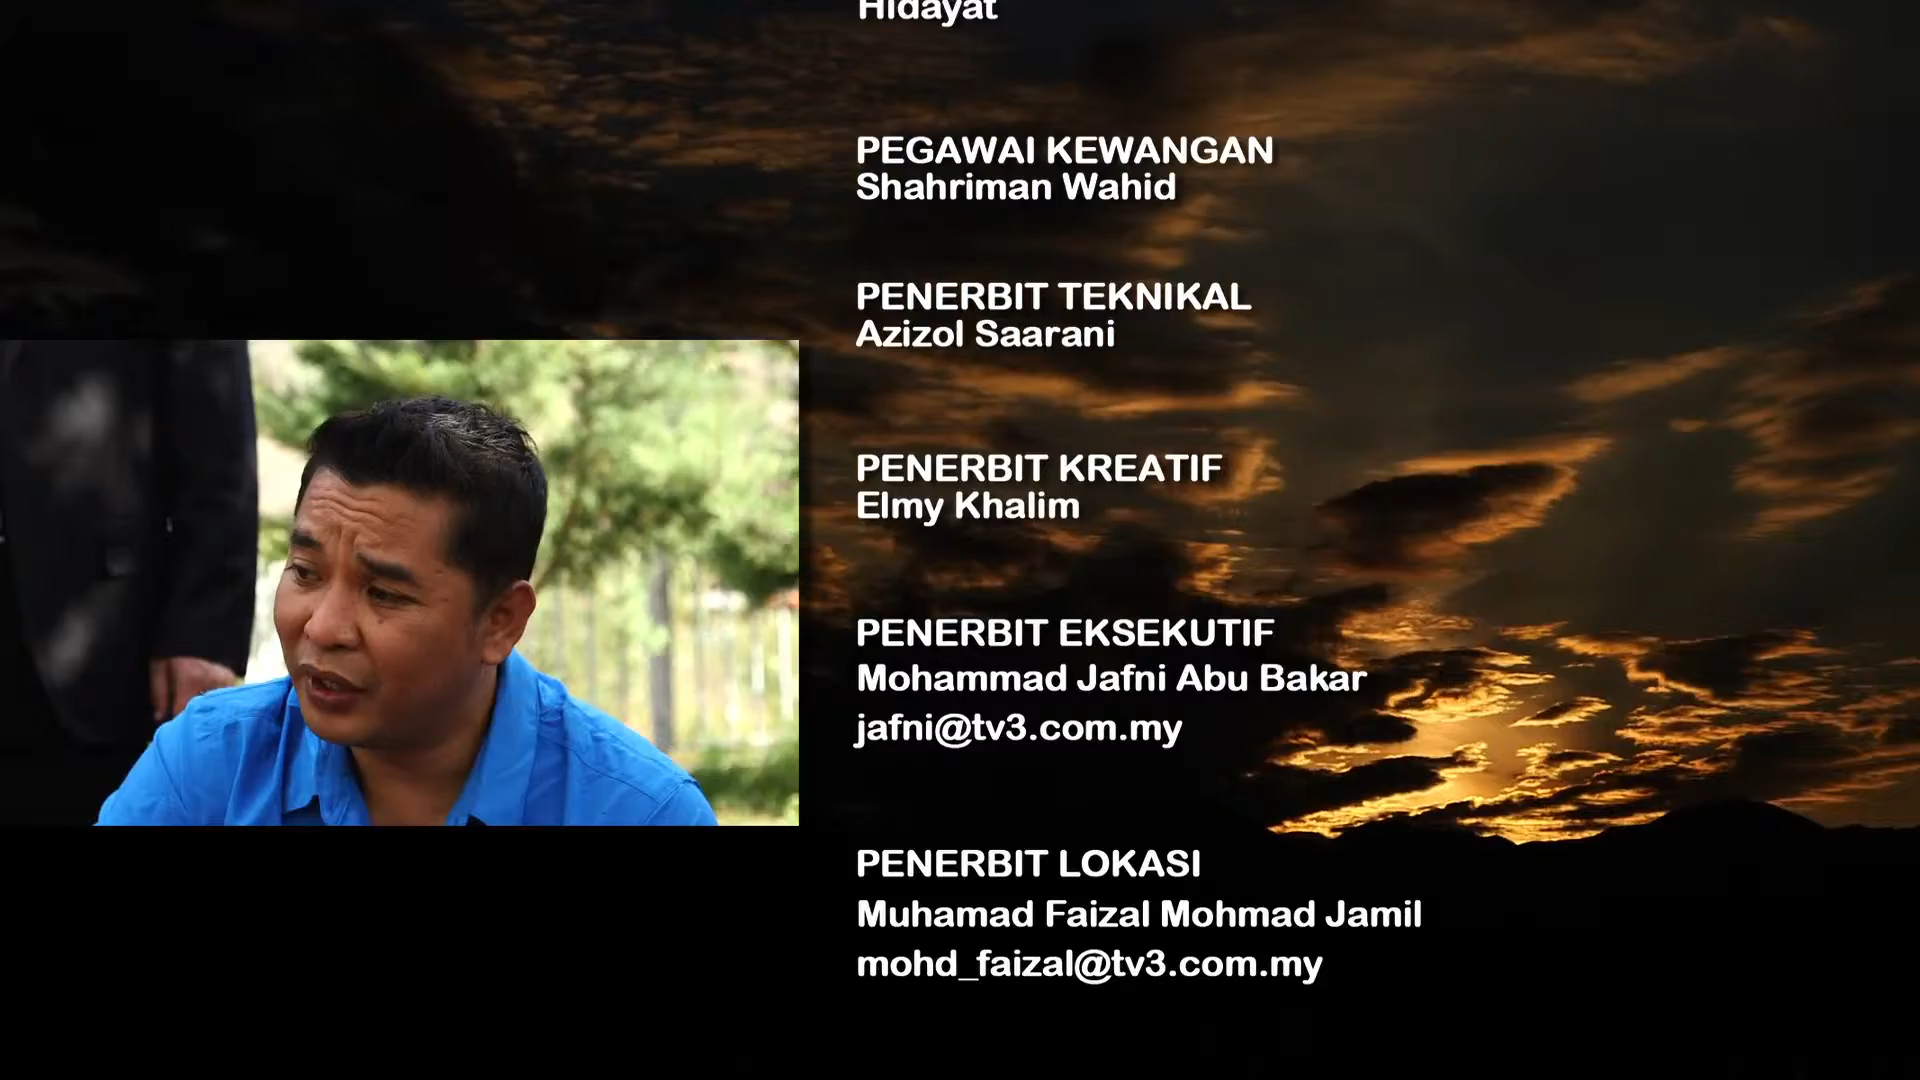 Hidayat
PEGAWAI KEWANGAN
Shahriman Wahid
PENERBIT TEKNIKAL
Azizol Saarani
PENERBIT KREATIF
Elmy Khalim
PENERBIT EKSEKUTIF
Mohammad Jafni Abu Bakar
jafni@tv3.com.my
PENERBIT LOKASI
Muhamad Faizal Mohmad Jamil
mohd_faizal@tv3.com.my